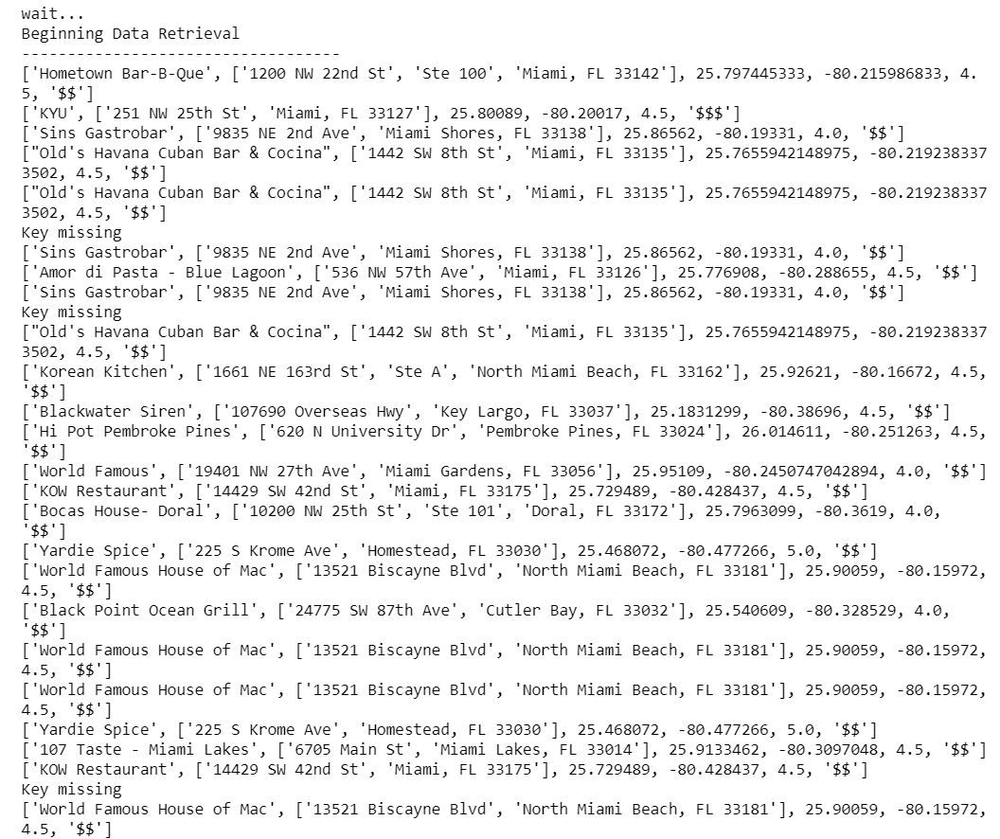 wait...
Beginning Data Retrieval
-----------------------------------
['Hometown Bar-B-Que', ['1200 NW 22nd St', 'Ste 100', 'Miami, FL 33142'], 25.797445333, -80.215986833, 4.
5, '$$']
['KYU', ['251 NW 25th St', 'Miami, FL 33127'], 25.80089, -80.20017, 4.5, '$$$']
['Sins Gastrobar', ['9835 NE 2nd Ave', 'Miami Shores, FL 33138'], 25.86562, -80.19331, 4.0, '$$']
["Old's Havana Cuban Bar & Cocina", ['1442 SW 8th St', 'Miami, FL 33135'], 25.7655942148975, -80.219238337
3502, 4.5, '$$']
["Old's Havana Cuban Bar & Cocina", ['1442 SW 8th St', 'Miami, FL 33135'], 25.7655942148975, -80.219238337
3502, 4.5, '$$']
Key missing
['Sins Gastrobar', ['9835 NE 2nd Ave', 'Miami Shores, FL 33138'], 25.86562, -80.19331, 4.0, '$$']
['Amor di Pasta - Blue Lagoon', ['536 NW 57th Ave', 'Miami, FL 33126'], 25.776908, -80.288655, 4.5, '$$']
['Sins Gastrobar', ['9835 NE 2nd Ave', 'Miami Shores, FL 33138'], 25.86562, -80.19331, 4.0, '$$']
Key missing
["Old's Havana Cuban Bar & Cocina", ['1442 SW 8th St', 'Miami, FL 33135'], 25.7655942148975, -80.219238337
3502, 4.5, '$$']
['Korean Kitchen', ['1661 NE 163rd St', 'Ste A', 'North Miami Beach, FL 33162'], 25.92621, -80.16672, 4.5,
'$$']
['Blackwater Siren', ['107690 Overseas Hwy', 'Key Largo, FL 33037'], 25.1831299, -80.38696, 4.5, '$$']
['Hi Pot Pembroke Pines', ['620 N University Dr', 'Pembroke Pines, FL 33024'], 26.014611, -80.251263, 4.5,
'$$']
['World Famous', ['19401 NW 27th Ave', 'Miami Gardens, FL 33056'], 25.95109, -80.2450747042894, 4.0, '$$']
['KOW Restaurant', ['14429 SW 42nd St', 'Miami, FL 33175'], 25.729489, -80.428437, 4.5, '$$']
['Bocas House- Doral', ['10200 NW 25th St', 'Ste 101', 'Doral, FL 33172'], 25.7963099, -80.3619, 4.0,
'$$']
['Yardie Spice', ['225 S Krome Ave', 'Homestead, FL 33030'], 25.468072, -80.477266, 5.0, '$$']
['World Famous House of Mac', ['13521 Biscayne Blvd', 'North Miami Beach, FL 33181'], 25.90059, -80.15972,
4.5, '$$']
['Black Point Ocean Grill', ['24775 SW 87th Ave', 'Cutler Bay, FL 33032'], 25.540609, -80.328529, 4.0,
'$$']
['World Famous House of Mac', ['13521 Biscayne Blvd', 'North Miami Beach, FL 33181'], 25.90059, -80.15972,
4.5, '$$']
['World Famous House of Mac', ['13521 Biscayne Blvd', 'North Miami Beach, FL 33181'], 25.90059, -80.15972,
4.5, '$$']
['Yardie Spice', ['225 S Krome Ave', 'Homestead, FL 33030'], 25.468072, -80.477266, 5.0, '$$']
['107 Taste - Miami Lakes', ['6705 Main St', 'Miami Lakes, FL 33014'], 25.9133462, -80.3097048, 4.5, '$$']
['KOW Restaurant', ['14429 SW 42nd St', 'Miami, FL 33175'], 25.729489, -80.428437, 4.5, '$$']
Key missing
['World Famous House of Mac', ['13521 Biscayne Blvd', 'North Miami Beach, FL 33181'], 25.90059, -80.15972,
4.5, '$$']